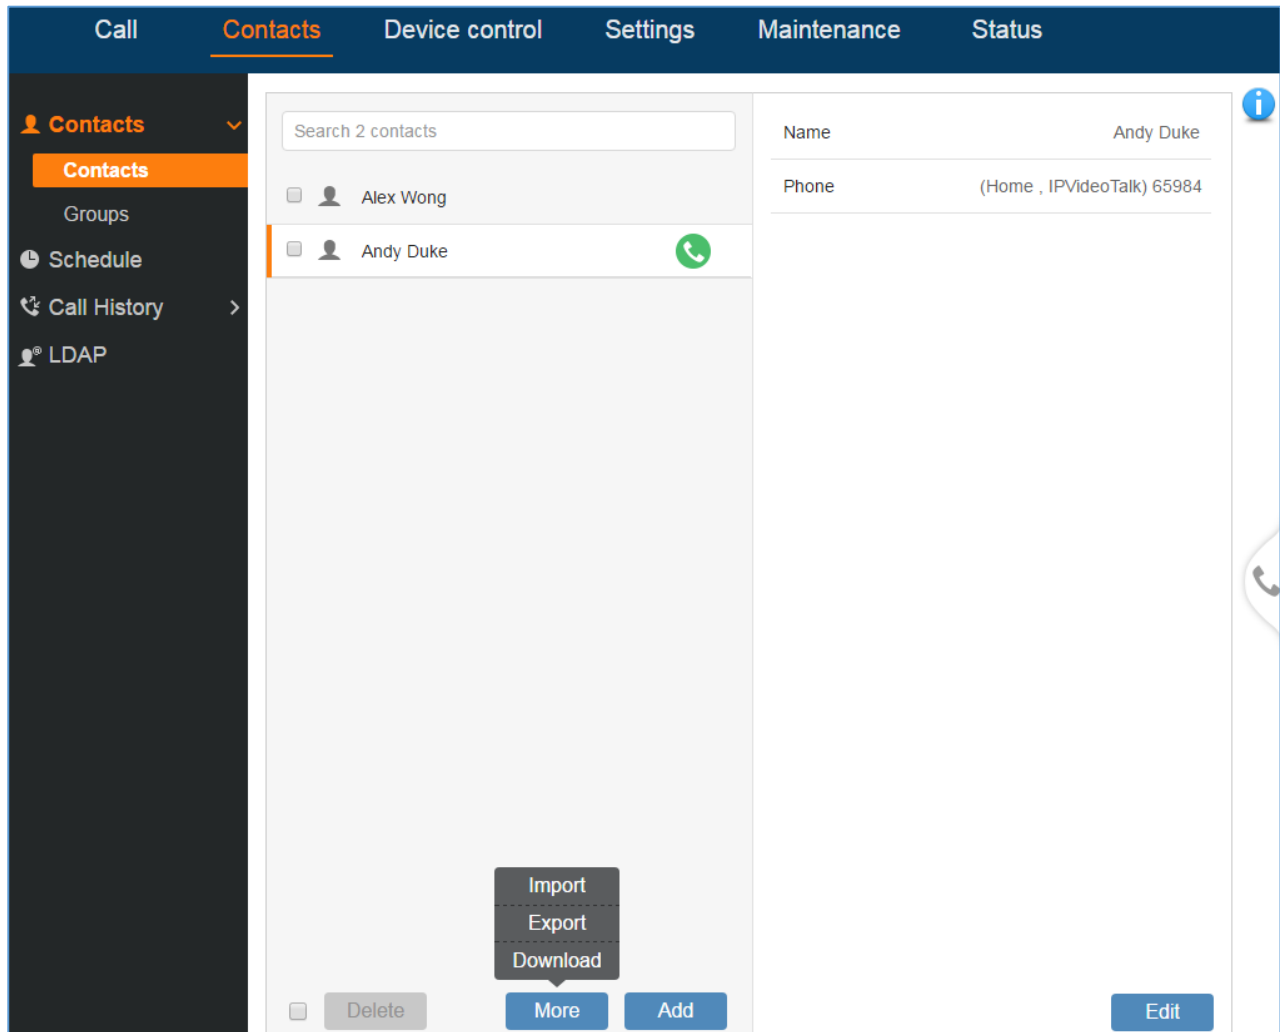 Call Contacts Device control Settings Maintenance Status
Contacts
Contacts
Groups
Schedule
Call History
LDAP
Search 2 contacts
Alex Wong
Andy Duke
Name Andy Duke
Phone (Home , IPVideoTalk) 65984
Import
Export
Download
Delete More Add
Edit